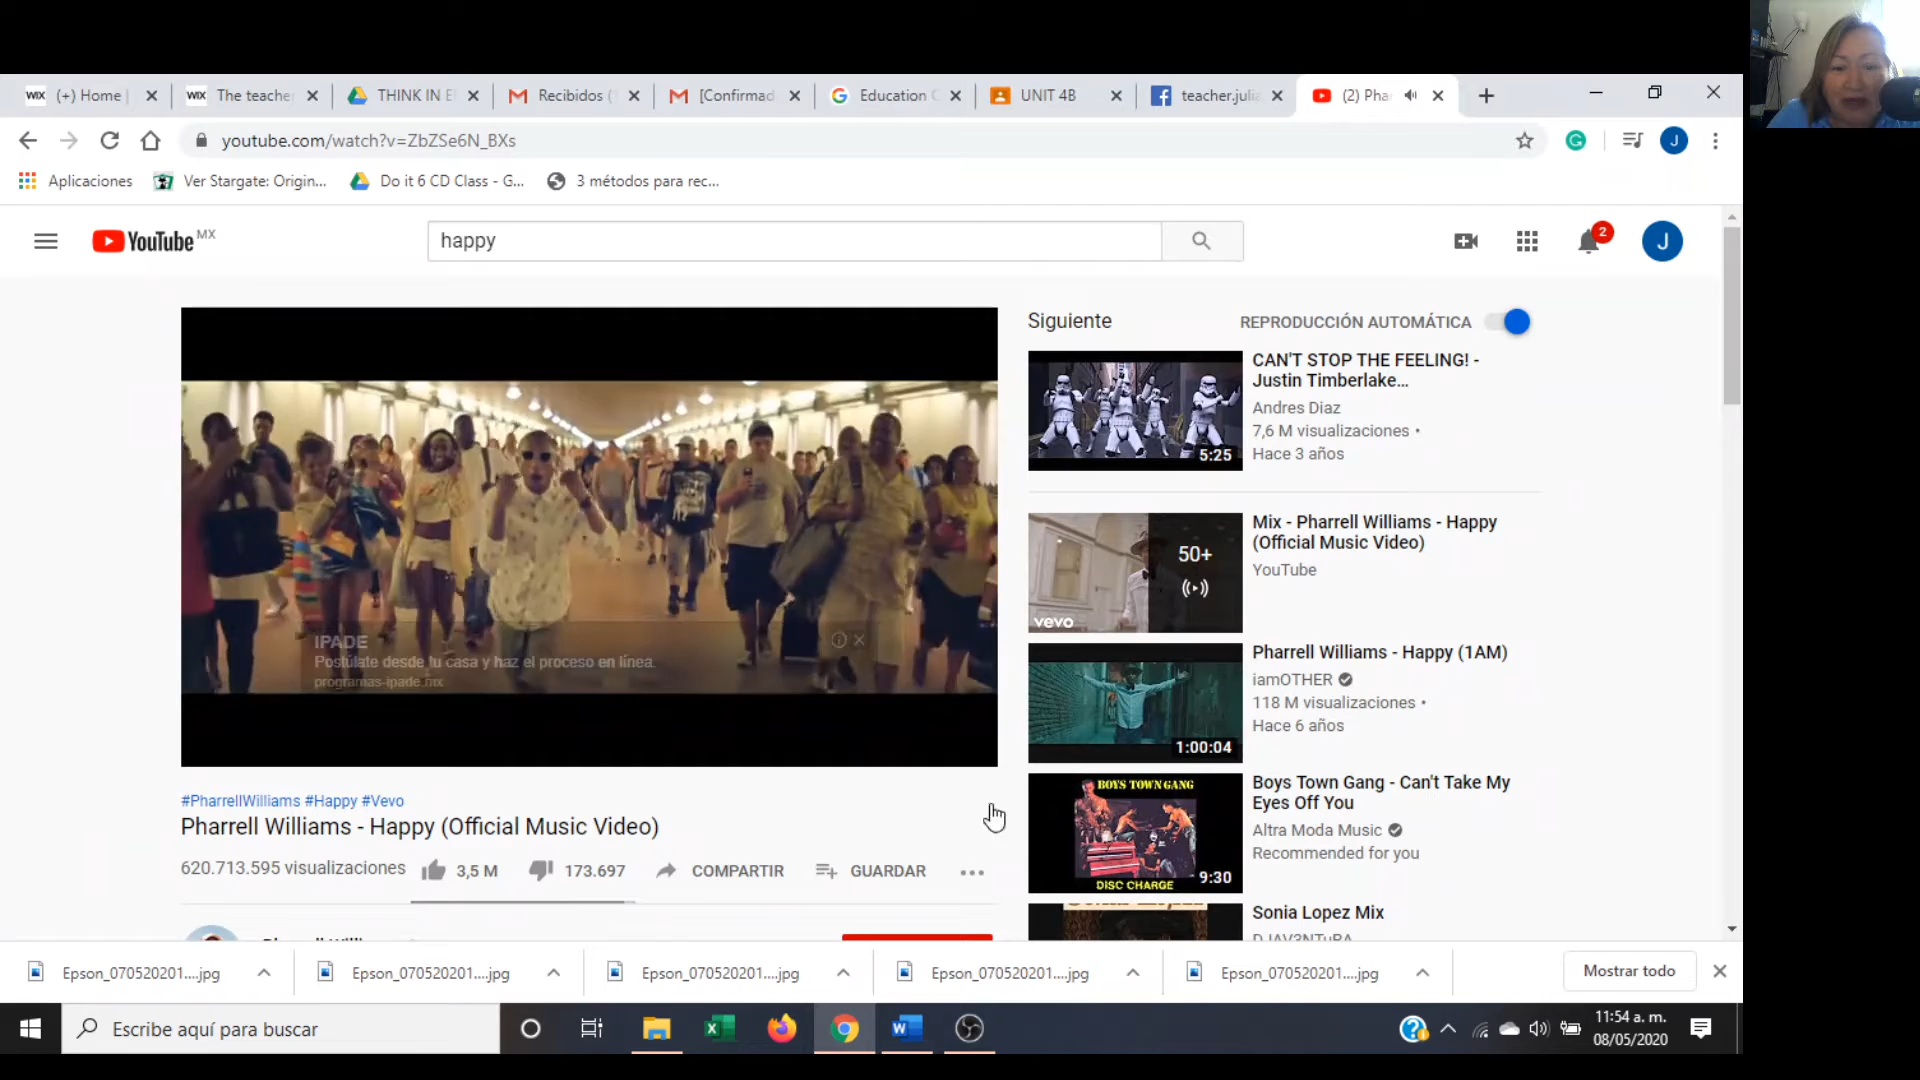 WIX (+) Home
WIX The teache
THINK IN E
Recibidos (
[Confirmad
Education C
UNIT 4B
teacher.julia
(2) Pha
youtube.com/watch?v=ZbZSe6N_BXs
J
Aplicaciones
Ver Stargate: Origin...
Do it 6 CD Class - G...
3 métodos para rec...
YouTube MX
happy
2
J
IPADE
Postúlate desde tu casa y haz el proceso en línea.
programas-ipade.mx
#PharrellWilliams #Happy #Vevo
Pharrell Williams - Happy (Official Music Video)
620.713.595 visualizaciones
3,5 M
173.697
COMPARTIR
GUARDAR
Siguiente
REPRODUCCIÓN AUTOMÁTICA
5:25
CAN'T STOP THE FEELING! -
Justin Timberlake...
Andres Diaz
7,6 M visualizaciones •
Hace 3 años
50+
vevo
Mix - Pharrell Williams - Happy
(Official Music Video)
YouTube
1:00:04
Pharrell Williams - Happy (1AM)
iamOTHER
118 M visualizaciones •
Hace 6 años
BOYS TOWN GANG
DISC CHARGE
9:30
Boys Town Gang - Can't Take My
Eyes Off You
Altra Moda Music
Recommended for you
Sonia Lopez Mix
Epson_070520201....jpg
Epson_070520201....jpg
Epson_070520201....jpg
Epson_070520201....jpg
Epson_070520201....jpg
Mostrar todo
Escribe aquí para buscar
11:54 a. m.
08/05/2020